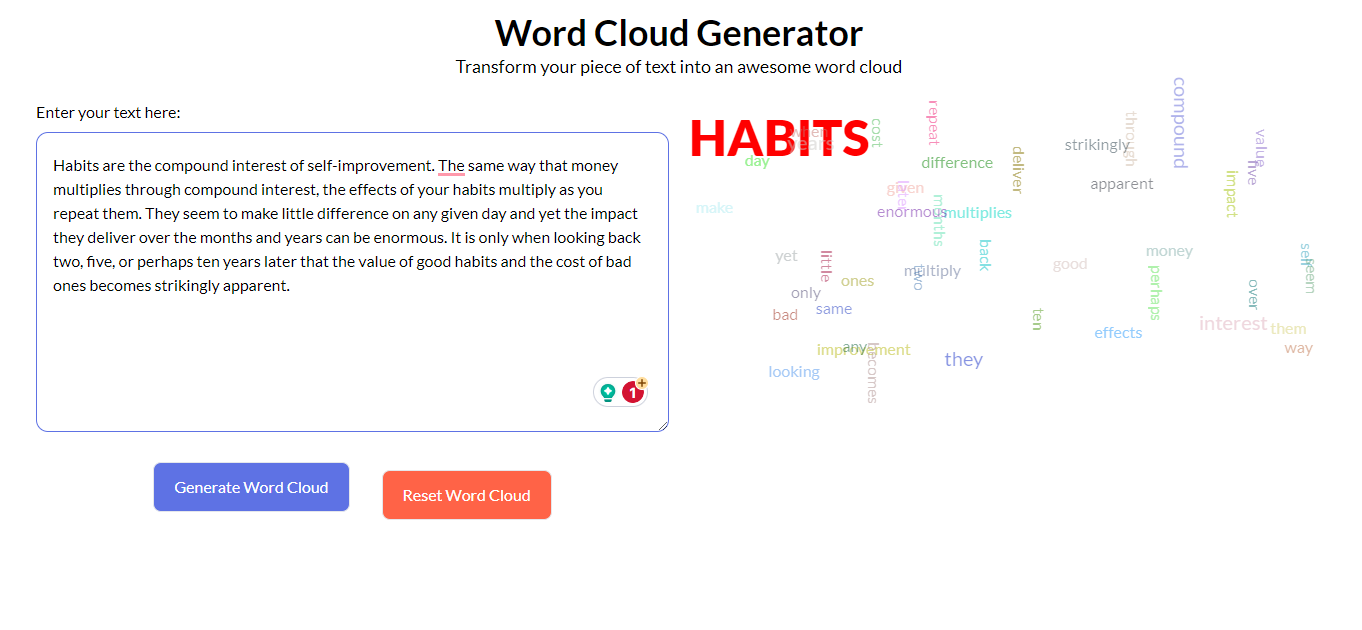 Word Cloud Generator
Transform your piece of text into an awesome word cloud
Enter your text here:
Habits are the compound interest of self-improvement. The same way that money
multiplies through compound interest, the effects of your habits multiply as you
repeat them. They seem to make little difference on any given day and yet the impact
they deliver over the months and years can be enormous. It is only when looking back
two, five, or perhaps ten years later that the value of good habits and the cost of bad
ones becomes strikingly apparent.
1
+
Generate Word Cloud
Reset Word Cloud
HABITS
when
years
cost
day
repeat
difference
deliver
strikingly
through
compound
value
five
apparent
impact
given
later
make
enormous
months
multiplies
back
yet
little
multiply
two
ones
only
same
bad
good
money
perhaps
self
seem
over
ten
effects
interest
them
way
improvement
any
becomes
they
looking